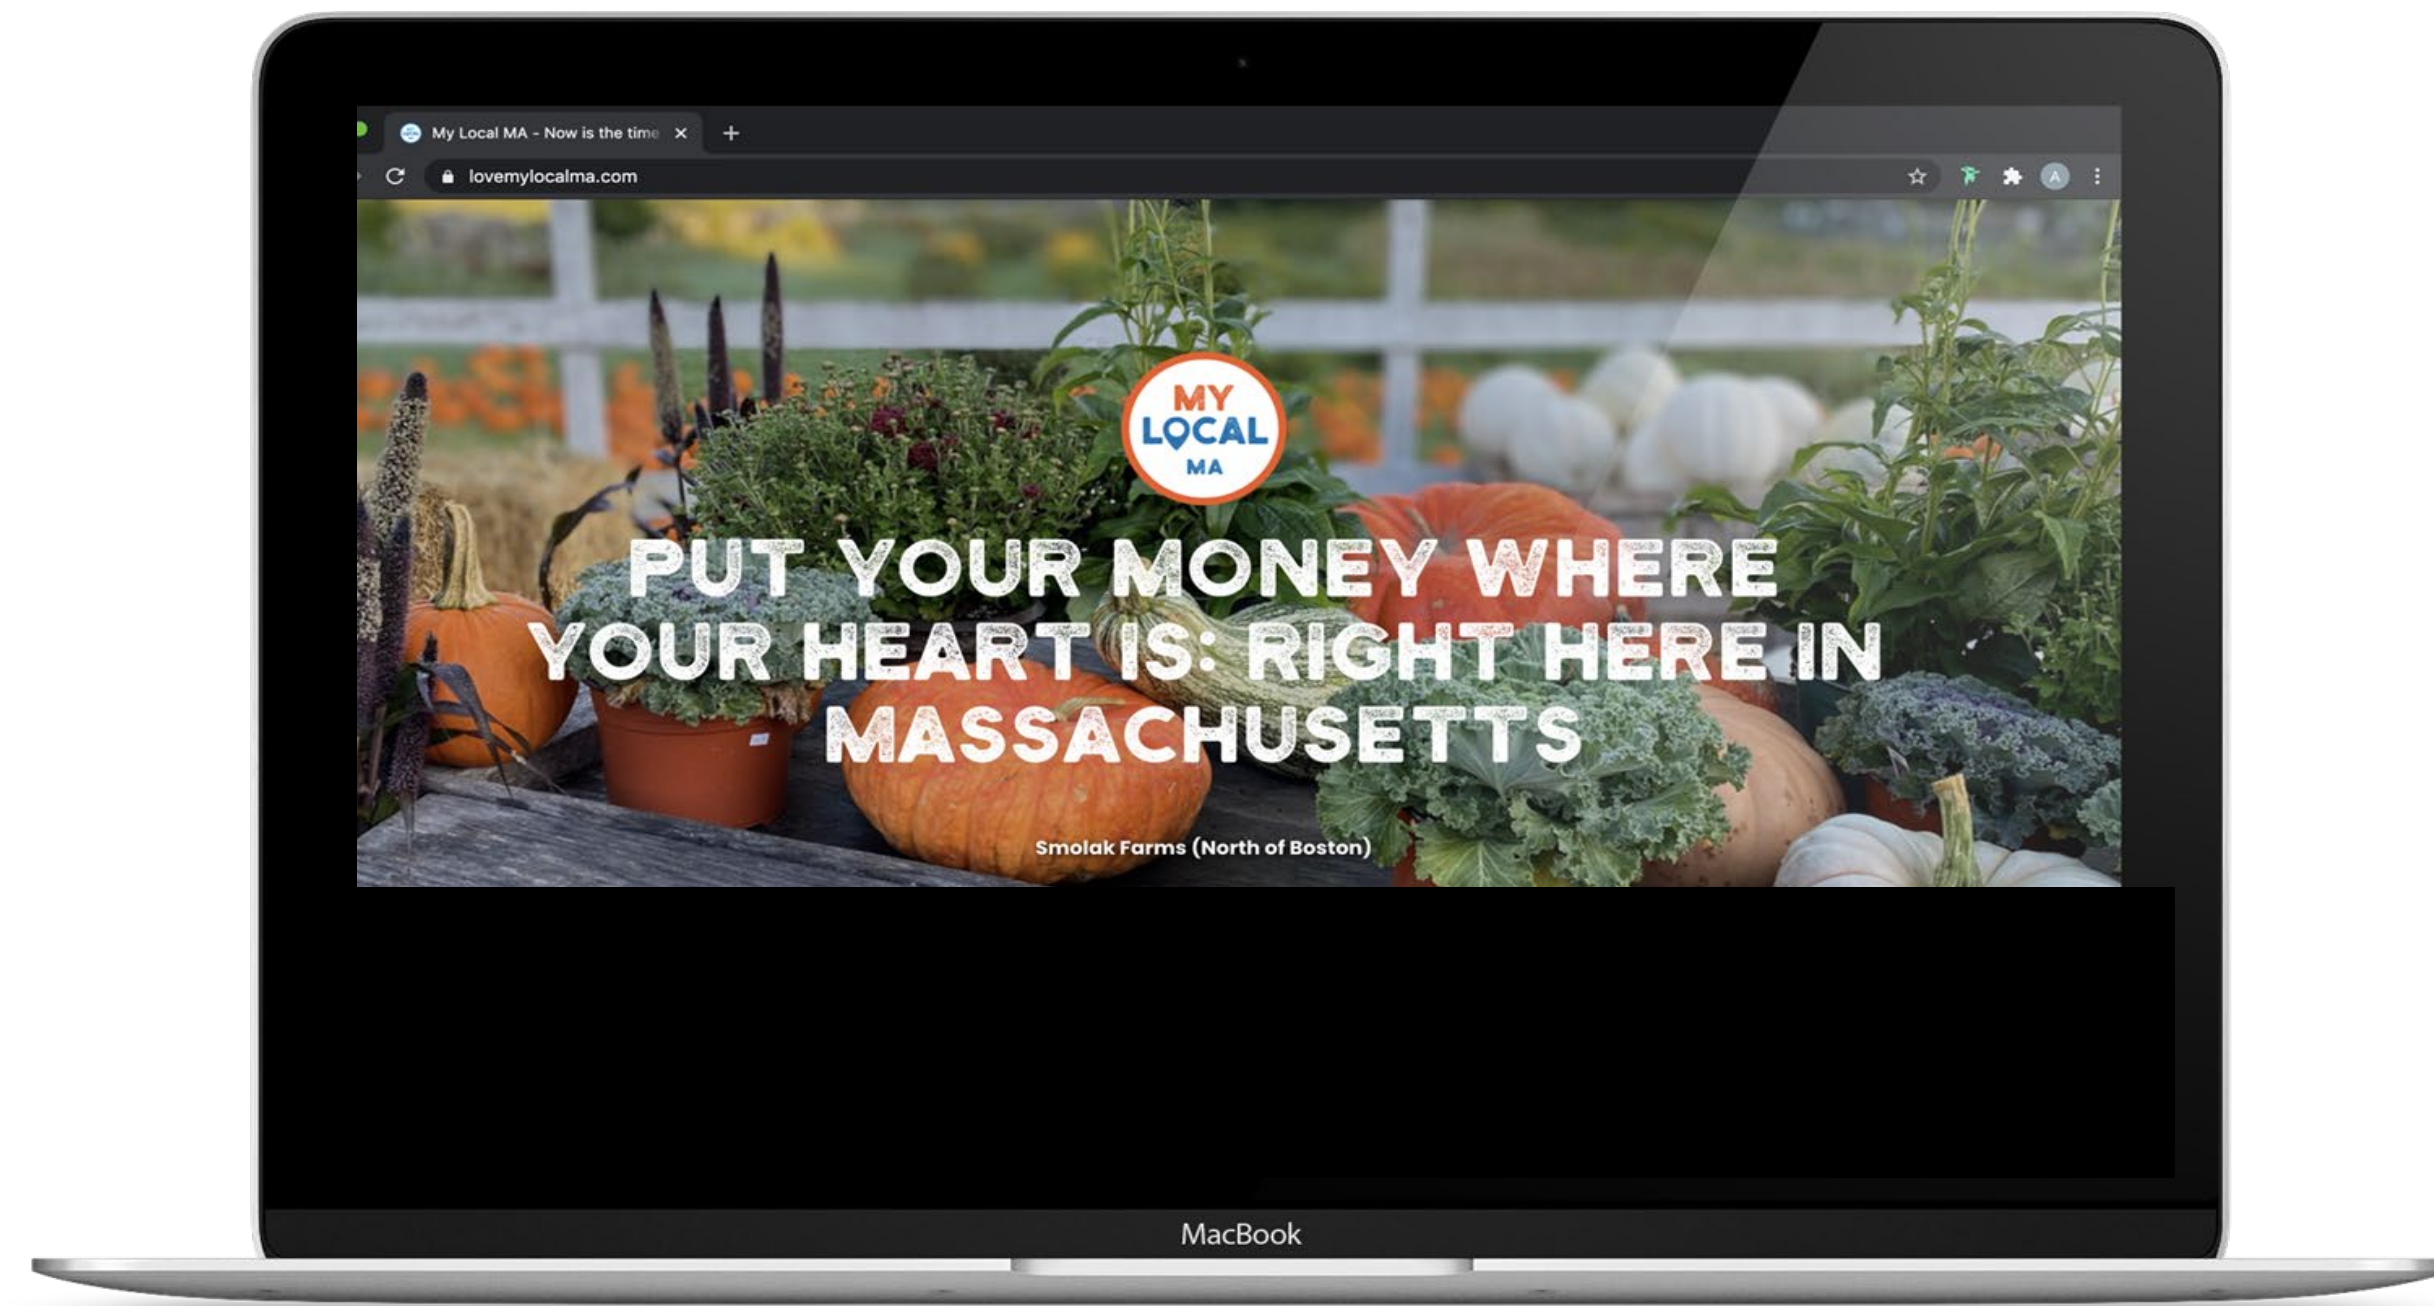 My Local MA - Now is the time
lovemylocalma.com
A
MY
LOCAL
MA
PUT YOUR MONEY WHERE
YOUR HEART IS: RIGHT HERE IN
MASSACHUSETTS
Smolak Farms (North of Boston)
MacBook